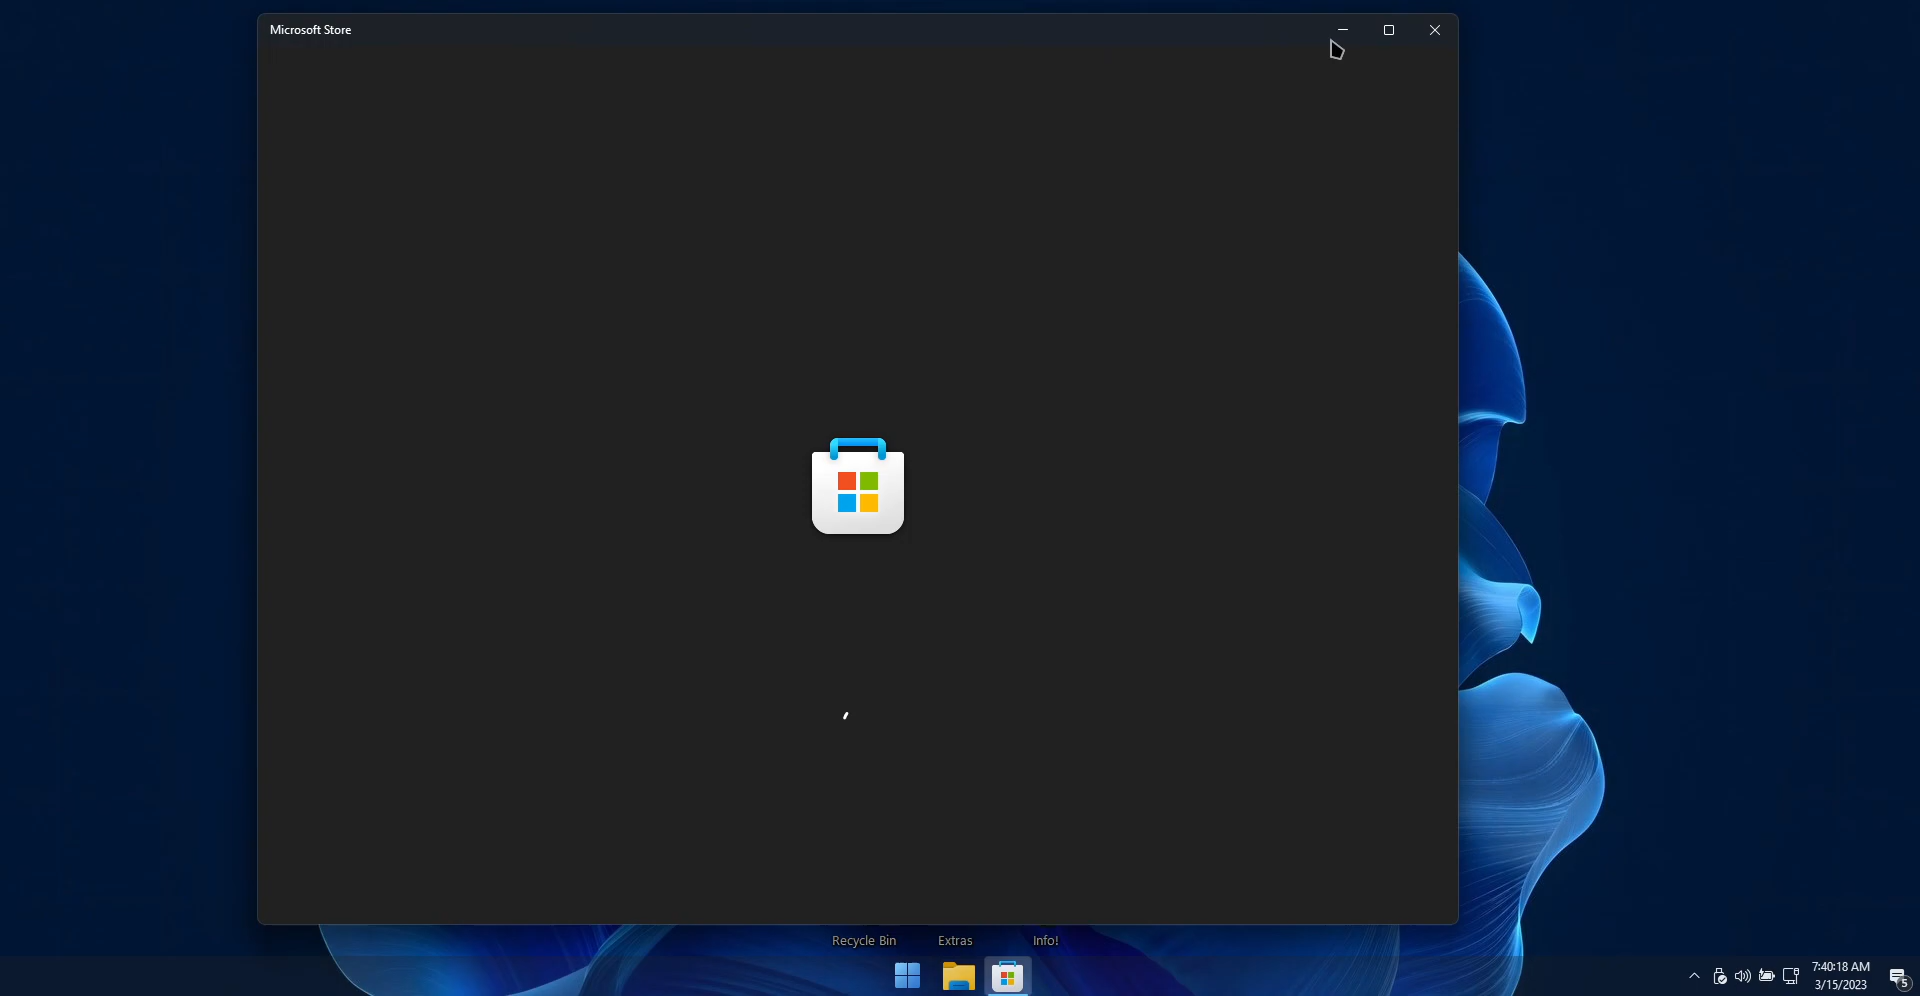 Microsoft Store
Recycle Bin
Extras
Info!
7:40:18 AM
3/15/2023
5